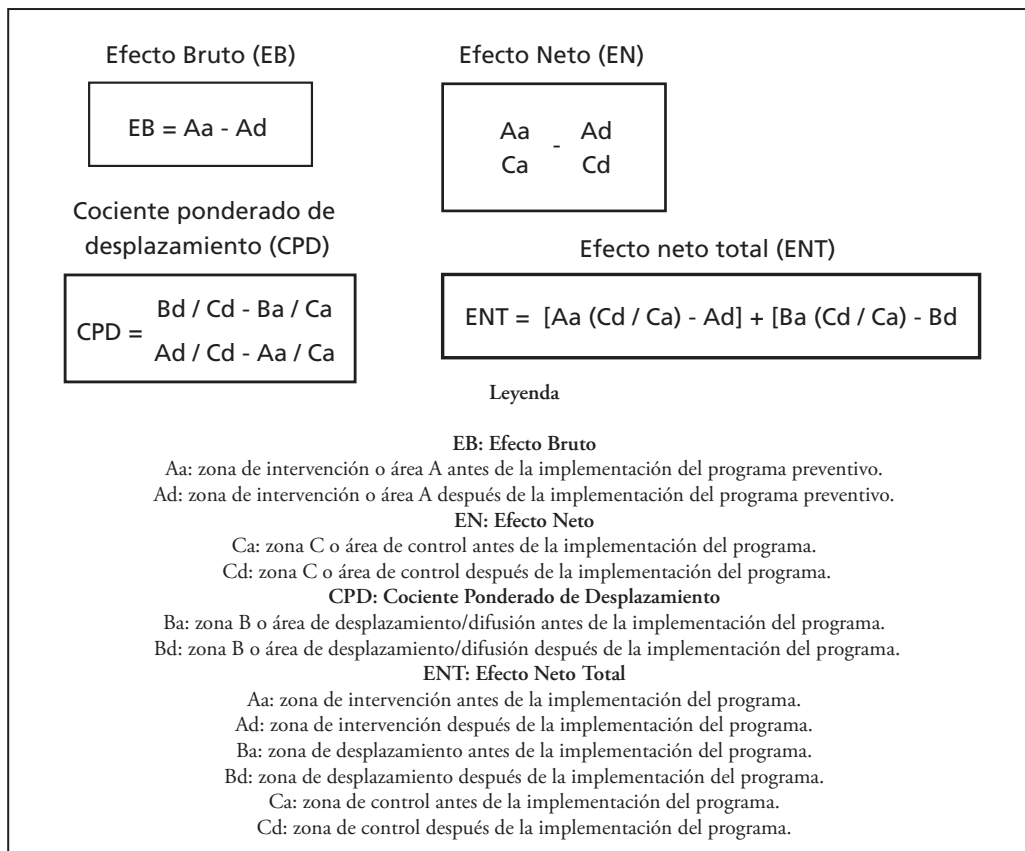 Efecto Bruto (EB)
EB = Aa - Ad
Efecto Neto (EN)
Aa - Ad
Ca Cd
Cociente ponderado de
desplazamiento (CPD)
CPD = Bd / Cd - Ba / Ca
Ad / Cd - Aa / Ca
Efecto neto total (ENT)
ENT = [Aa (Cd / Ca) - Ad] + [Ba (Cd / Ca) - Bd
Leyenda
EB: Efecto Bruto
Aa: zona de intervención o área A antes de la implementación del programa preventivo.
Ad: zona de intervención o área A después de la implementación del programa preventivo.
EN: Efecto Neto
Ca: zona C o área de control antes de la implementación del programa.
Cd: zona C o área de control después de la implementación del programa.
CPD: Cociente Ponderado de Desplazamiento
Ba: zona B o área de desplazamiento/difusión antes de la implementación del programa.
Bd: zona B o área de desplazamiento/difusión después de la implementación del programa.
ENT: Efecto Neto Total
Aa: zona de intervención antes de la implementación del programa.
Ad: zona de intervención después de la implementación del programa.
Ba: zona de desplazamiento antes de la implementación del programa.
Bd: zona de desplazamiento después de la implementación del programa.
Ca: zona de control antes de la implementación del programa.
Cd: zona de control después de la implementación del programa.